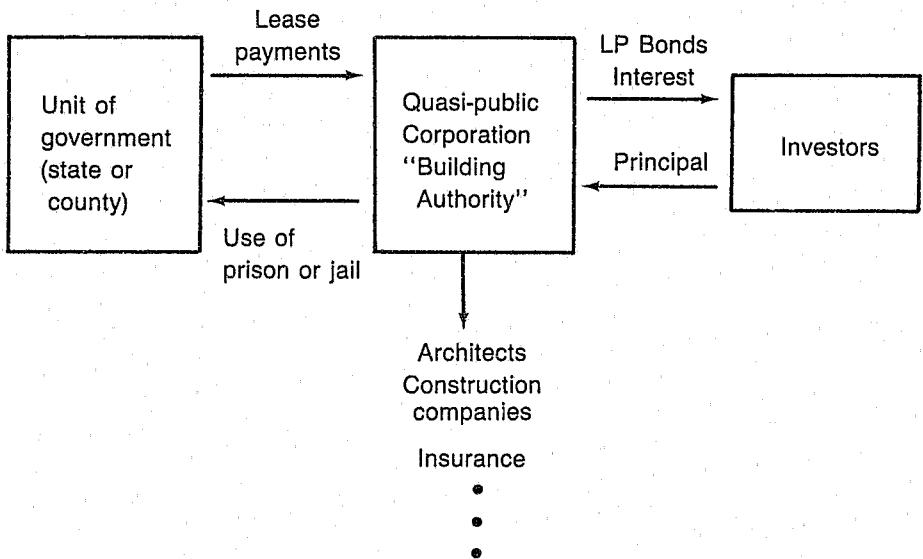 Lease
payments
Unit of
government
(state or
county)
Use of
prison or jail
Quasi-public
Corporation
"Building
Authority"
LP Bonds
Interest
Principal
Investors
Architects
Construction
companies
Insurance